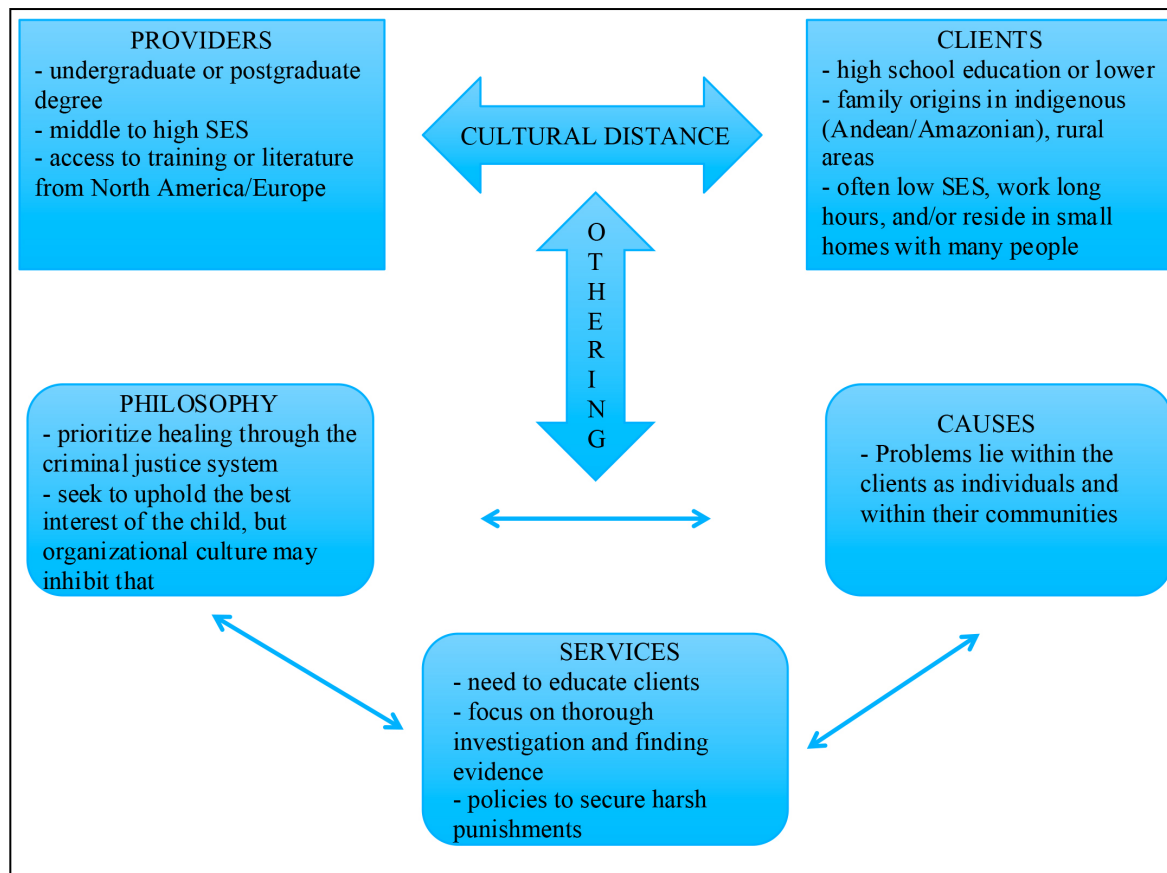 PROVIDERS
- undergraduate or postgraduate
degree
- middle to high SES
- access to training or literature
from North America/Europe
CULTURAL DISTANCE
CLIENTS
- high school education or lower
- family origins in indigenous
(Andean/Amazonian), rural
areas
- often low SES, work long
hours, and/or reside in small
homes with many people
O
T
H
E
R
I
N
G
PHILOSOPHY
- prioritize healing through the
criminal justice system
- seek to uphold the best
interest of the child, but
organizational culture may
inhibit that
CAUSES
- Problems lie within the
clients as individuals and
within their communities
SERVICES
- need to educate clients
- focus on thorough
investigation and finding
evidence
- policies to secure harsh
punishments